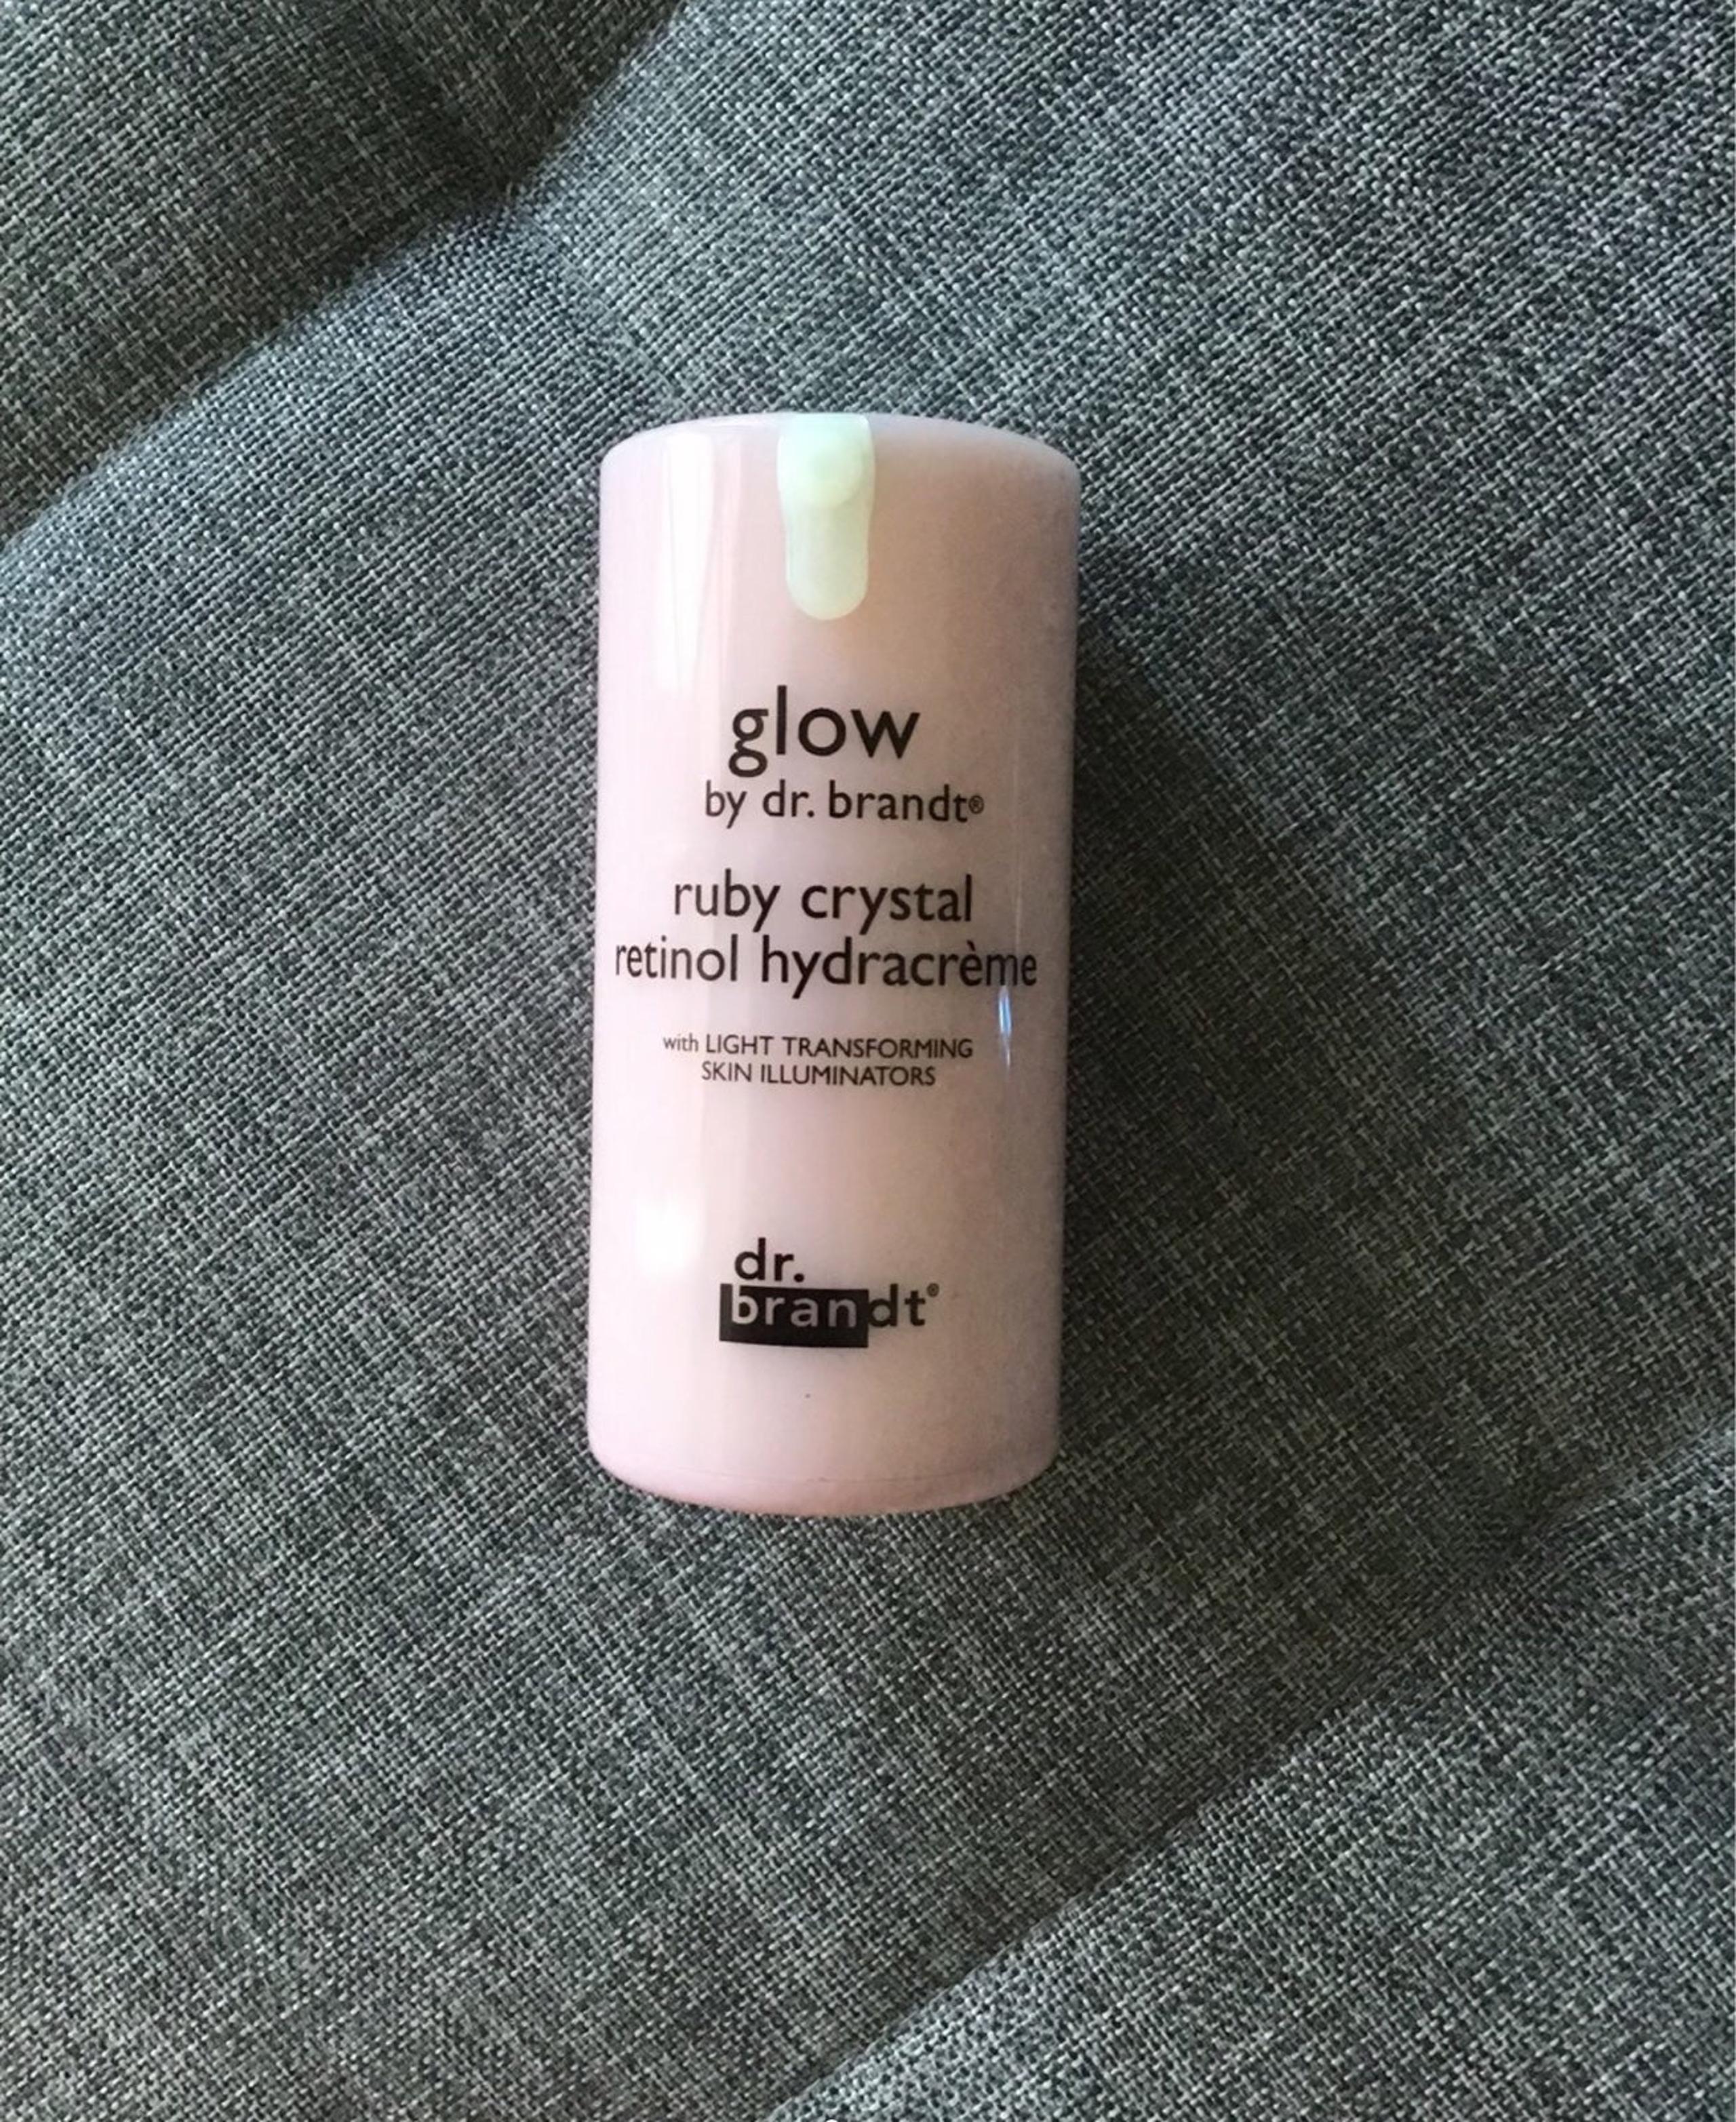 glow
by dr. brandt®
ruby crystal
retinol hydracrème
with LIGHT TRANSFORMING
SKIN ILLUMINATORS
dr.
brandt®